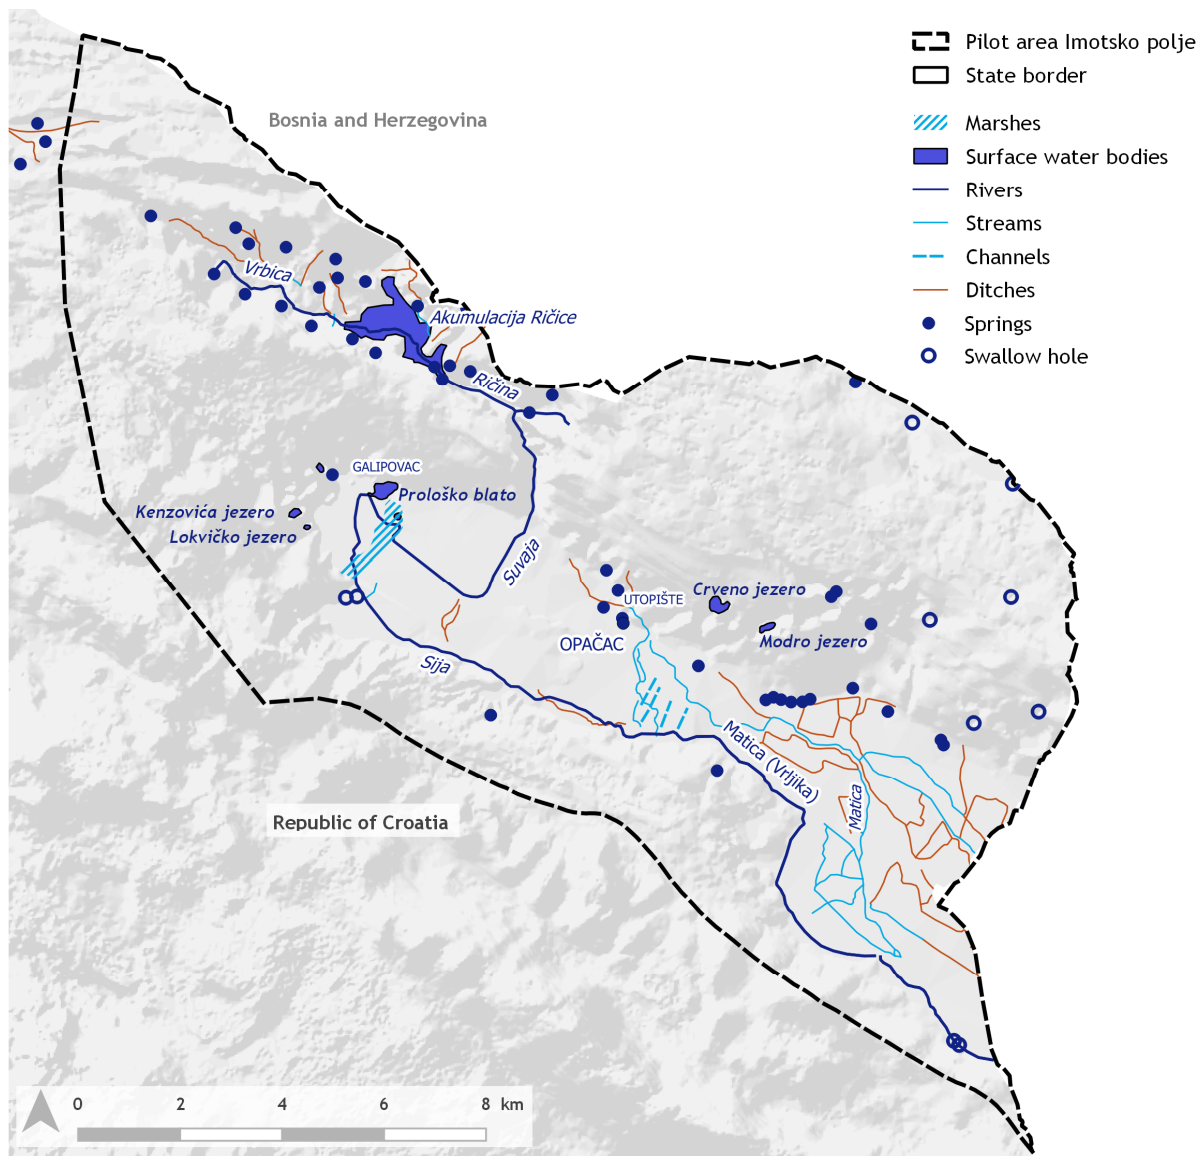 Pilot area Imotsko polje
State border
Marshes
Surface water bodies
Rivers
Streams
Channels
Ditches
Springs
Swallow hole
Bosnia and Herzegovina
Vrbica
Akumulacija Ričice
Ričina
GALIPOVAC
Prološko blato
Kenzovića jezero
Lokvičko jezero
Suvaja
Crveno jezero
UTOPIŠTE
OPAČAC
Modro jezero
Sija
Matica (Vrljika)
Matica
Republic of Croatia
0 2 4 6 8 km